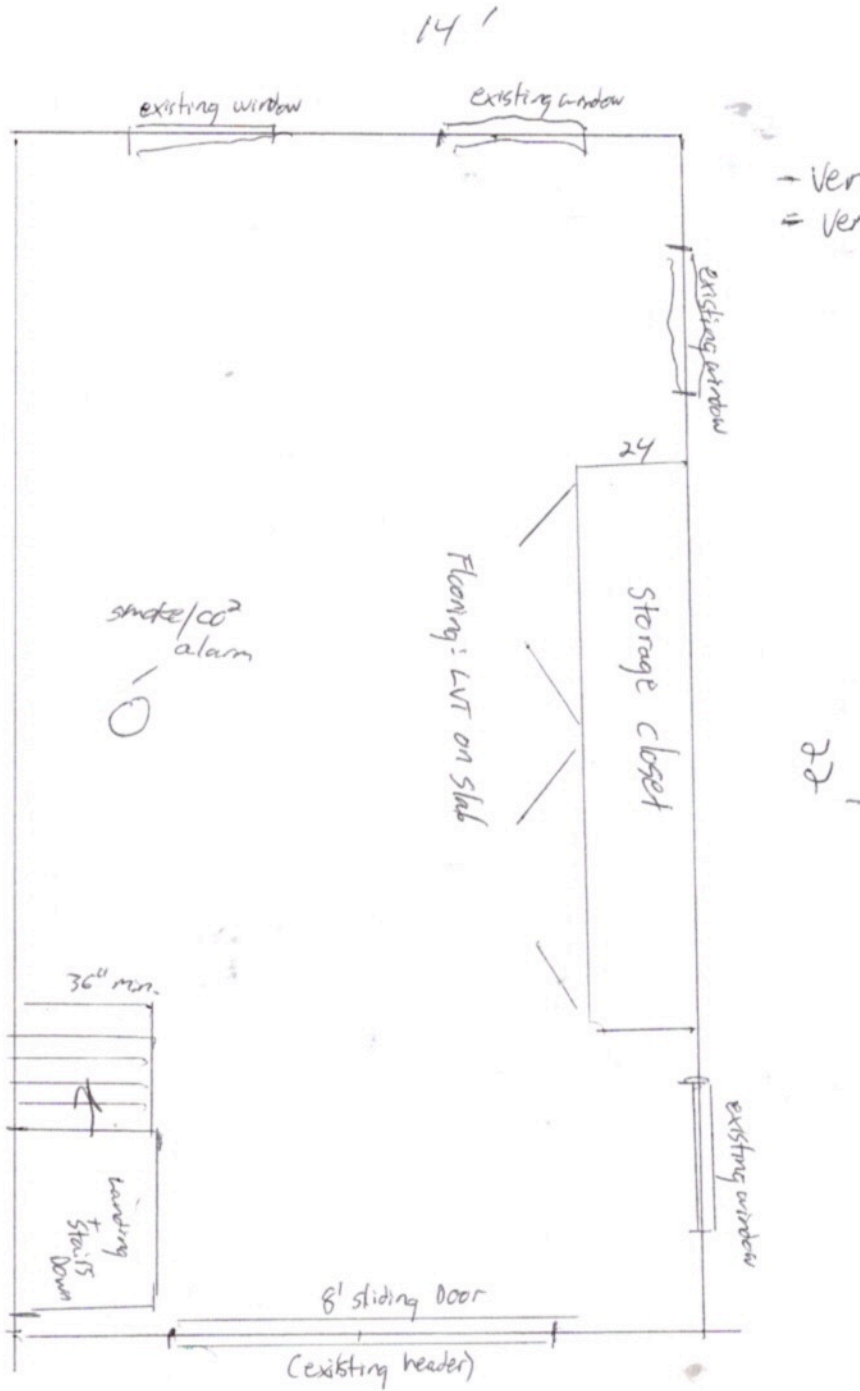 14 '
existing window
existing window
- Ver
= Ver
existing window
24
Storage closet
Flooring: LVT on slab
22 '
smoke/co²
alarm
36" min.
Landing
+
Stairs
Down
existing window
8' sliding Door
(existing header)